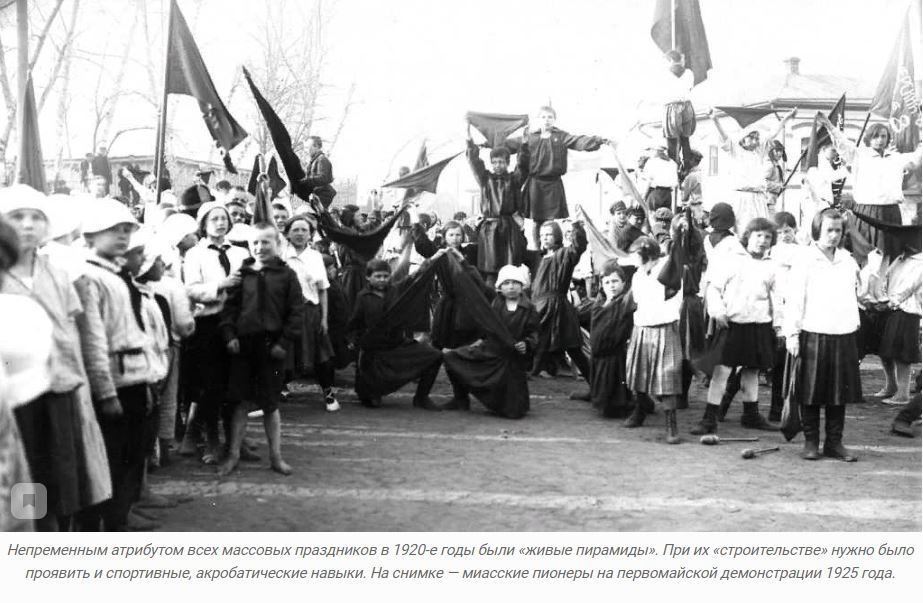 Непременным атрибутом всех массовых праздников в 1920-е годы были «живые пирамиды». При их «строительстве» нужно было
проявить и спортивные, акробатические навыки. На снимке — миасские пионеры на первомайской демонстрации 1925 года.